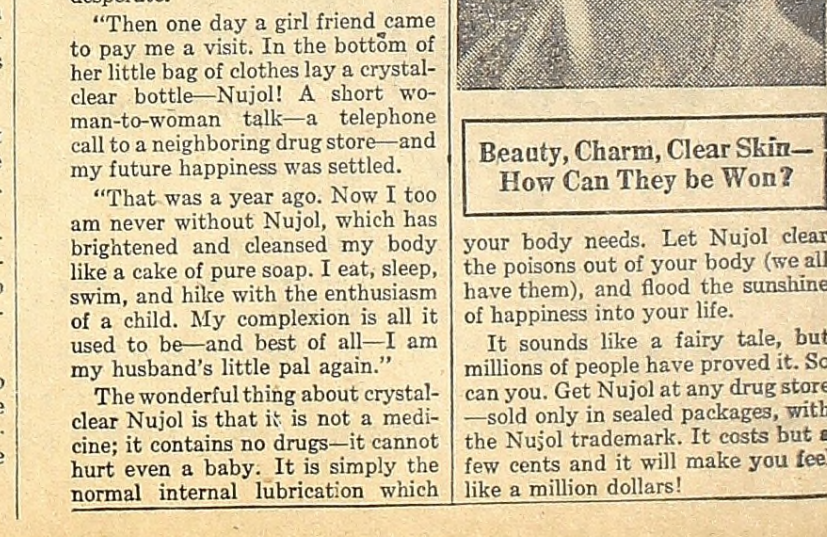 "Then one day a girl friend came
to pay me a visit. In the bottom of
her little bag of clothes lay a crystal-
clear bottle—Nujol! A short wo-
man-to-woman talk—a telephone
call to a neighboring drug store—and
my future happiness was settled.
"That was a year ago. Now I too
am never without Nujol, which has
brightened and cleansed my body
like a cake of pure soap. I eat, sleep,
swim, and hike with the enthusiasm
of a child. My complexion is all it
used to be—and best of all—I am
my husband's little pal again."
The wonderful thing about crystal-
clear Nujol is that it is not a medi-
cine; it contains no drugs—it cannot
hurt even a baby. It is simply the
normal internal lubrication which
Beauty, Charm, Clear Skin—
How Can They be Won?
your body needs. Let Nujol clear
the poisons out of your body (we all
have them), and flood the sunshine
of happiness into your life.
It sounds like a fairy tale, but
millions of people have proved it. So
can you. Get Nujol at any drug store
—sold only in sealed packages, with
the Nujol trademark. It costs but a
few cents and it will make you feel
like a million dollars!